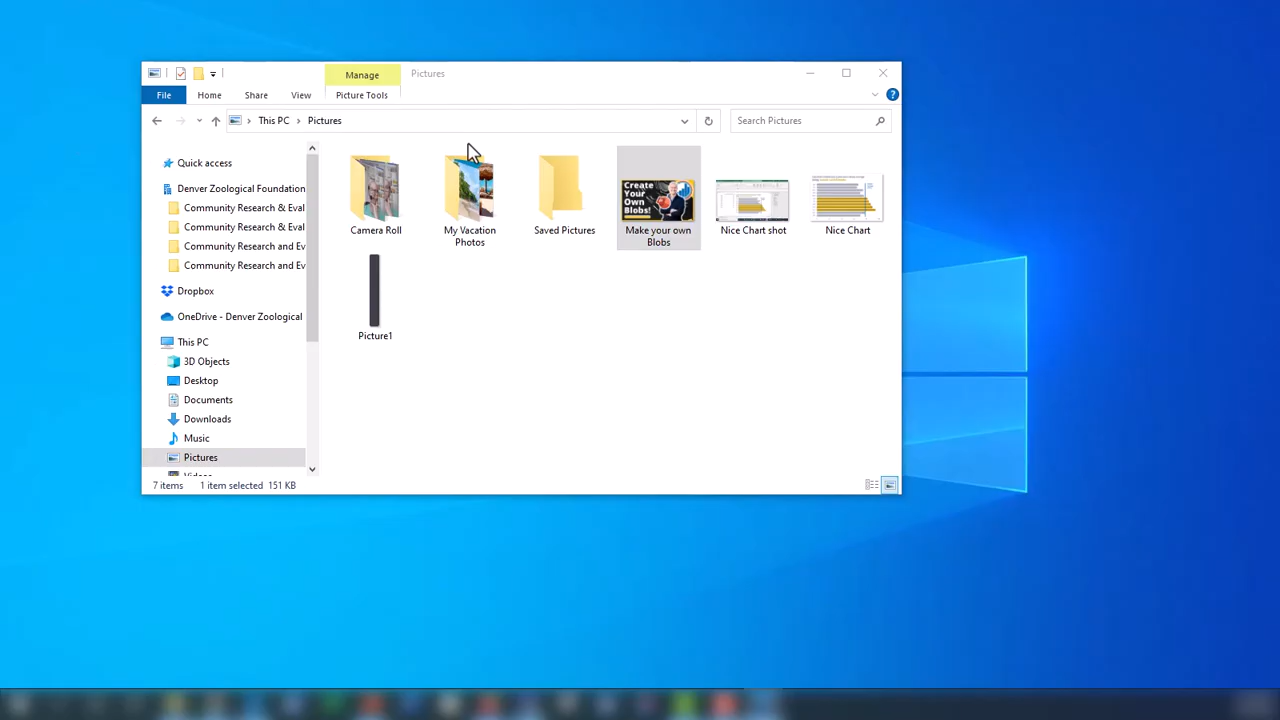 Manage
Pictures
File
Home
Share
View
Picture Tools
This PC
Pictures
Search Pictures
Quick access
Denver Zoological Foundation
Community Research & Eval
Community Research & Eval
Community Research and Ev
Community Research and Ev
Dropbox
OneDrive - Denver Zoological
This PC
3D Objects
Desktop
Documents
Downloads
Music
Pictures
Videos
Create
Your
Own
Blobs!
Camera Roll
My Vacation
Photos
Saved Pictures
Make your own
Blobs
Nice Chart shot
Nice Chart
Picture1
7 items
1 item selected 151 KB